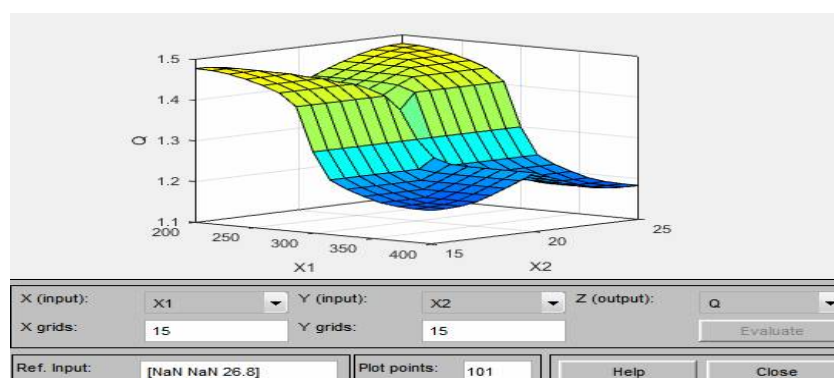 1.5
1.4
1.3
1.2
1.1
Q
200
250
300
350
400
X1
15
20
25
X2
X (input): X1 Y (input): X2 Z (output): Q
X grids: 15 Y grids: 15 Evaluate
Ref. Input: [NaN NaN 26.8] Plot points: 101 Help Close